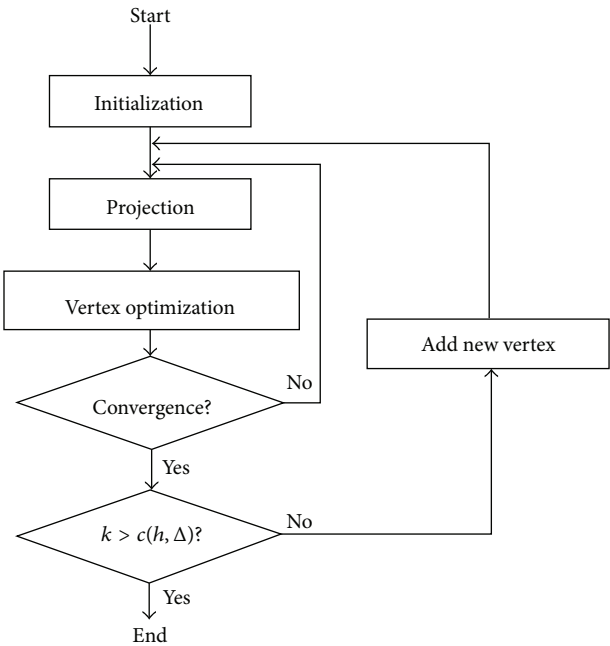 Start
Initialization
Projection
Vertex optimization
Add new vertex
No
Convergence?
Yes
No
k > c(h, Δ)?
Yes
End